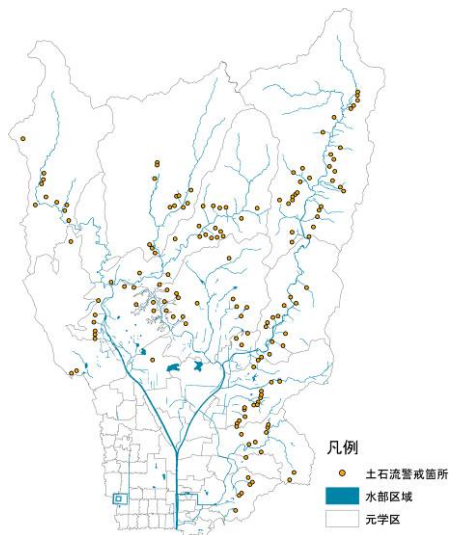 凡例
土石流警戒箇所
水部区域
元学区